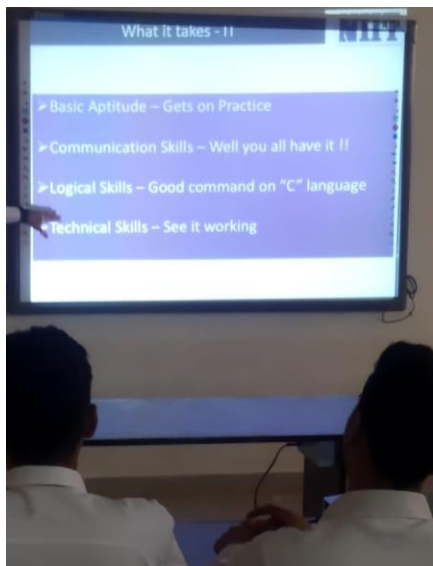 What it takes - II
NIIT
➢Basic Aptitude – Gets on Practice
➢Communication Skills – Well you all have it !!
➢Logical Skills – Good command on "C" language
➢Technical Skills – See it working